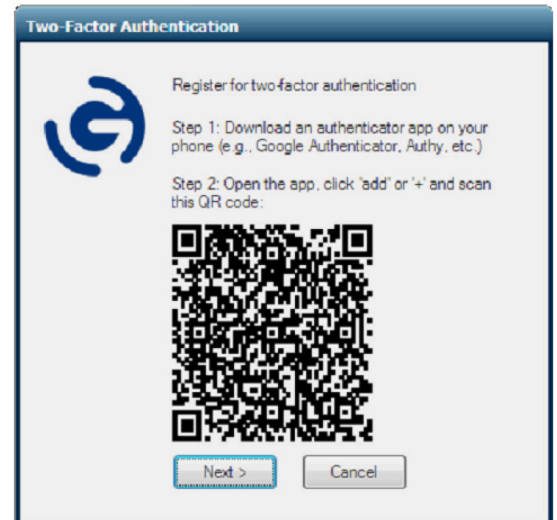 Two-Factor Authentication
Register for two-factor authentication
Step 1: Download an authenticator app on your
phone (e.g., Google Authenticator, Authy, etc.)
Step 2: Open the app, click 'add' or '+' and scan
this QR code:
Next >
Cancel